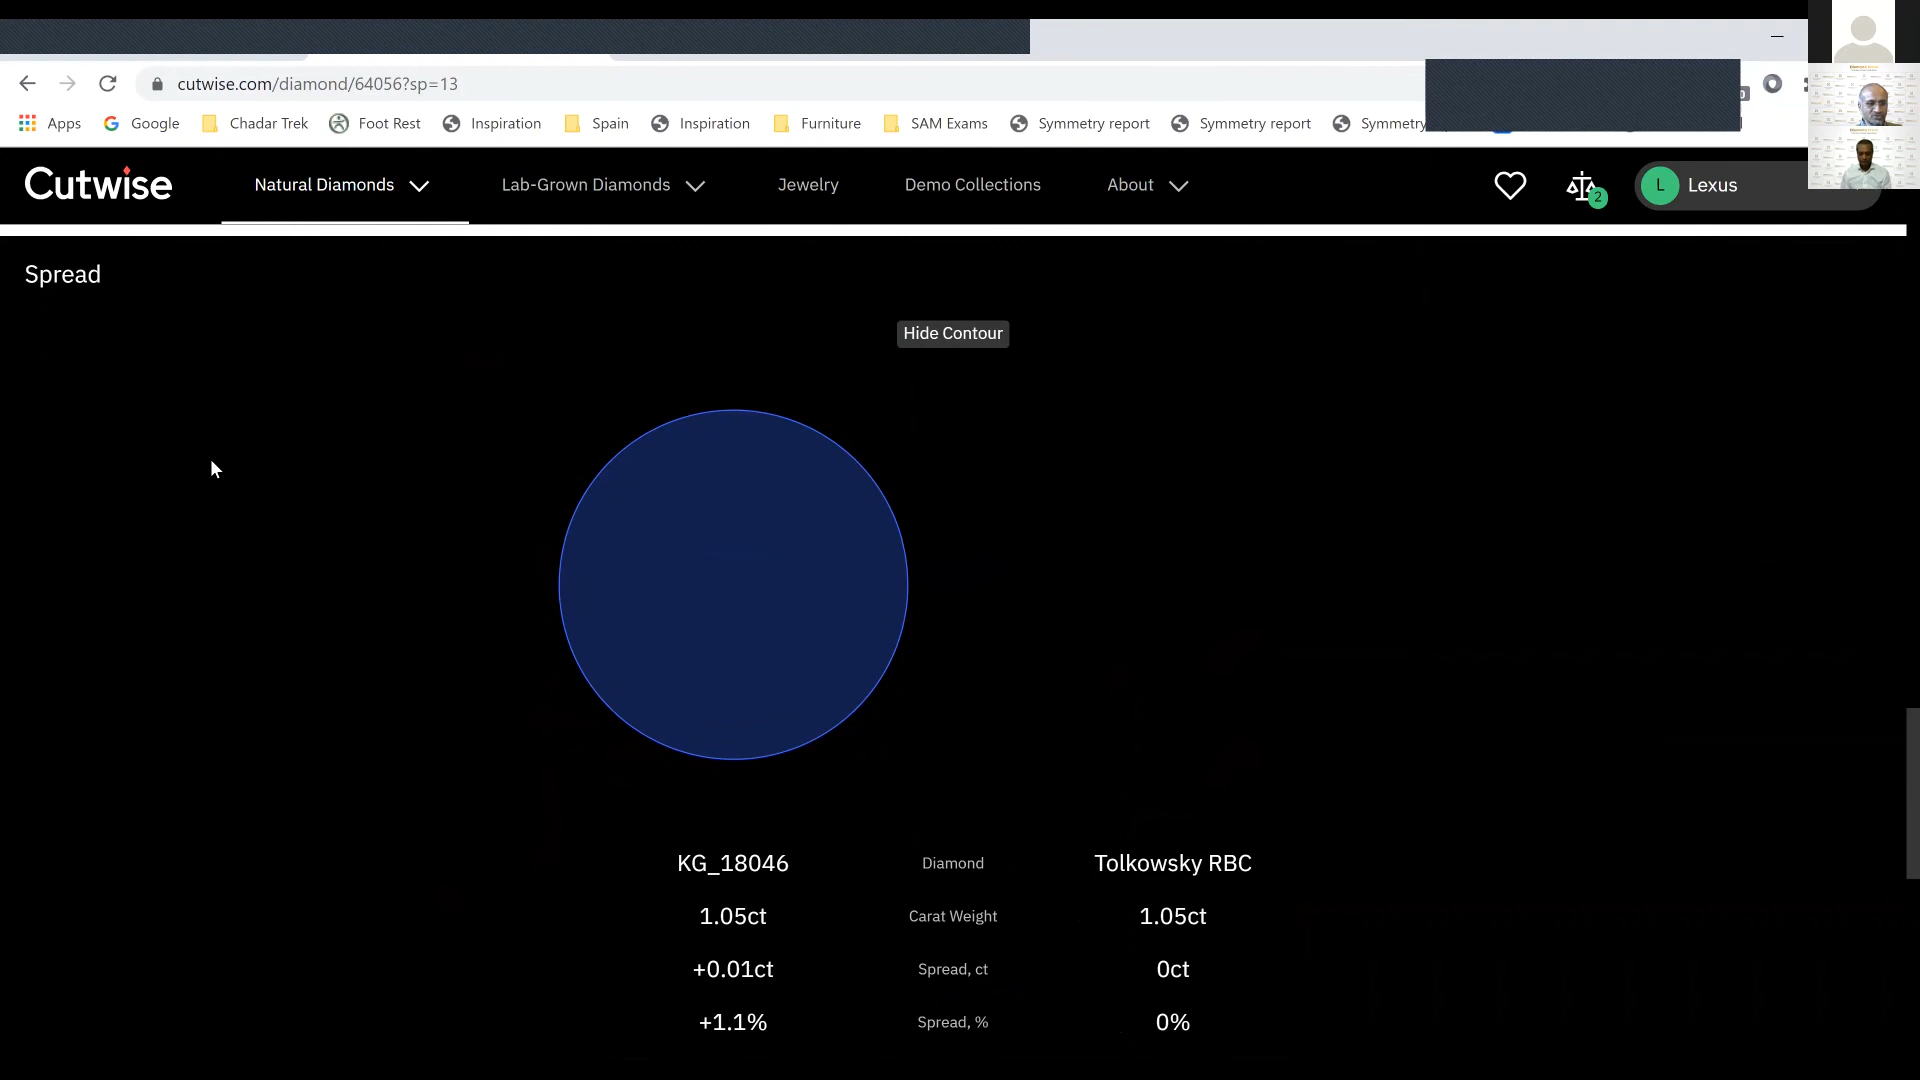 cutwise.com/diamond/64056?sp=13
Apps Google Chadar Trek Foot Rest Inspiration Spain Inspiration Furniture SAM Exams Symmetry report Symmetry report Symmetry
Cutwise Natural Diamonds Lab-Grown Diamonds Jewelry Demo Collections About 2 L Lexus
Spread
Hide Contour
KG_18046 Diamond Tolkowsky RBC
1.05ct Carat Weight 1.05ct
+0.01ct Spread, ct 0ct
+1.1% Spread, % 0%